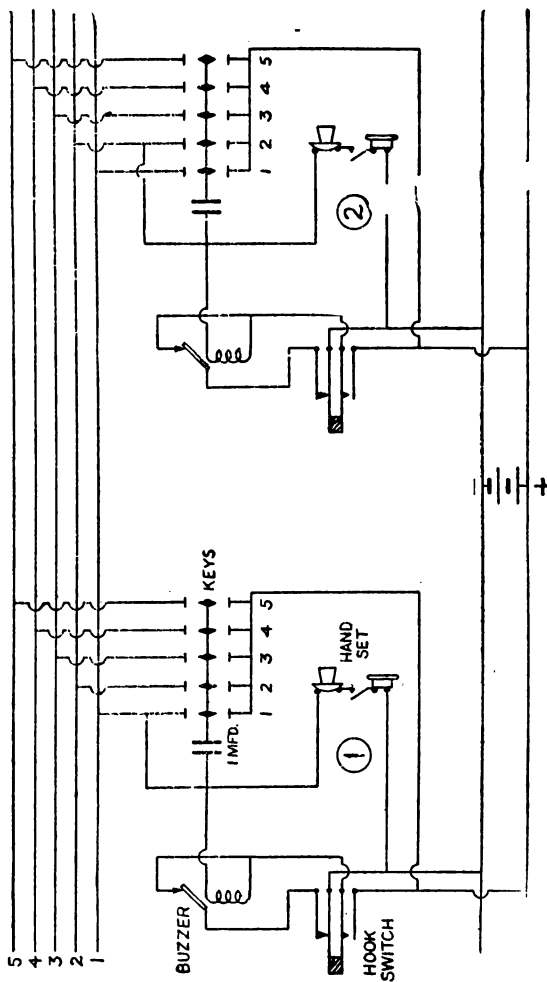 5
4
3
2
1
BUZZER
KEYS
1 MFD.
1 2 3 4 5
1 2 3 4 5
HAND
SET
1
2
HOOK
SWITCH
−
+